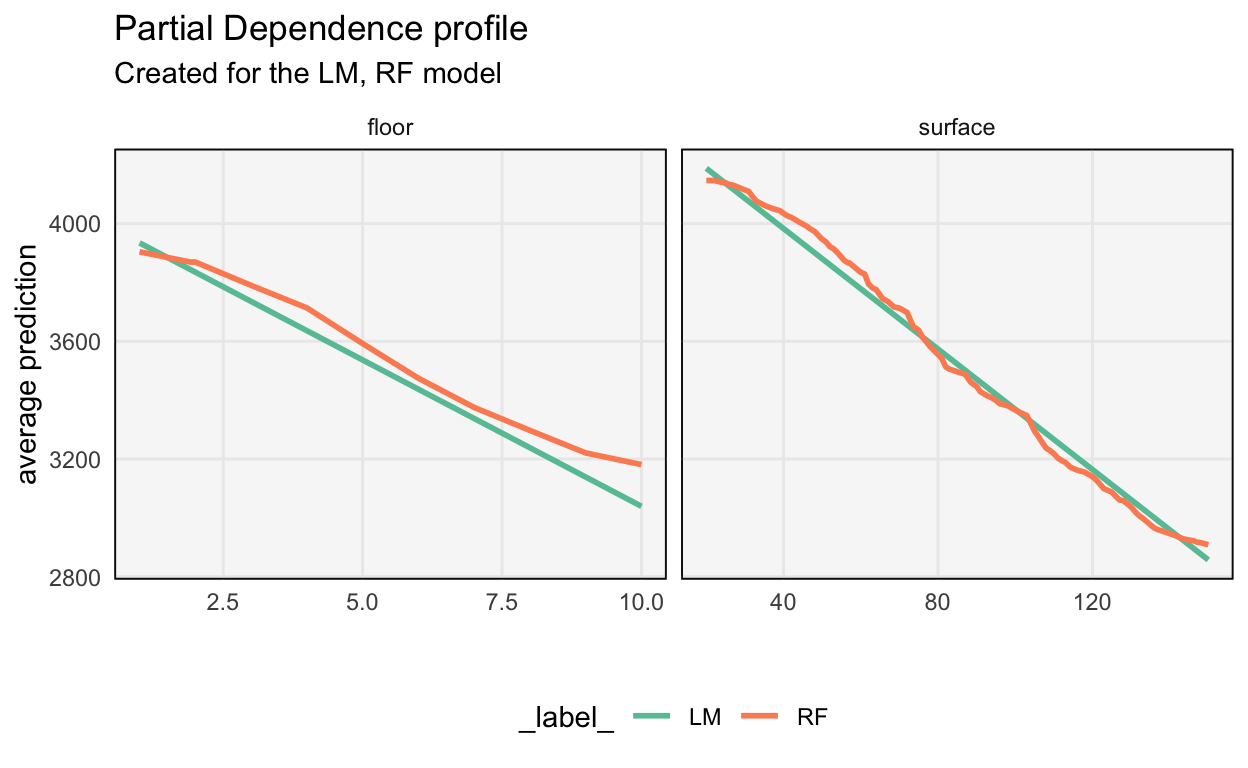 Partial Dependence profile
Created for the LM, RF model
floor
surface
average prediction
4000
3600
3200
2800
2.5 5.0 7.5 10.0
40 80 120
_label_ LM RF